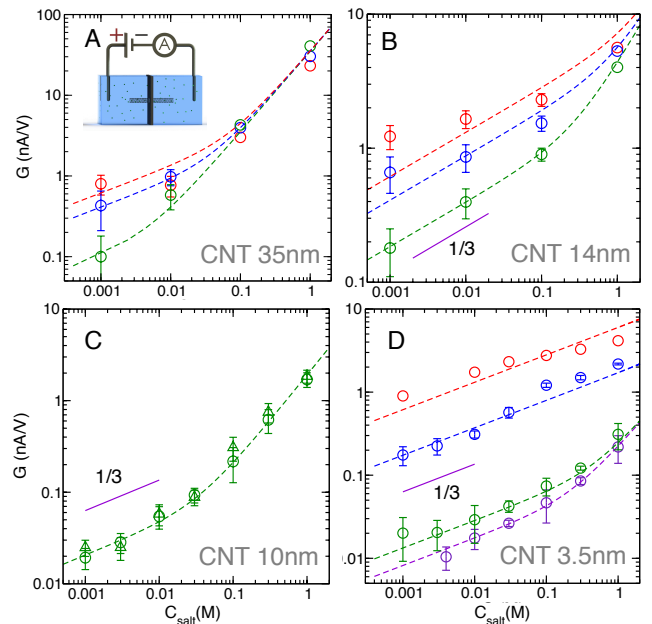 A
+ − A
G (nA/V)
100
10
1
0.1
0.001 0.01 0.1 1
CNT 35nm
B
G (nA/V)
10
1
0.1
0.001 0.01 0.1 1
1/3
CNT 14nm
C
G (nA/V)
10
1
0.1
0.01
0.001 0.01 0.1 1
C_salt(M)
1/3
CNT 10nm
D
10
1
0.1
0.01
0.001 0.01 0.1 1
C_salt(M)
1/3
CNT 3.5nm